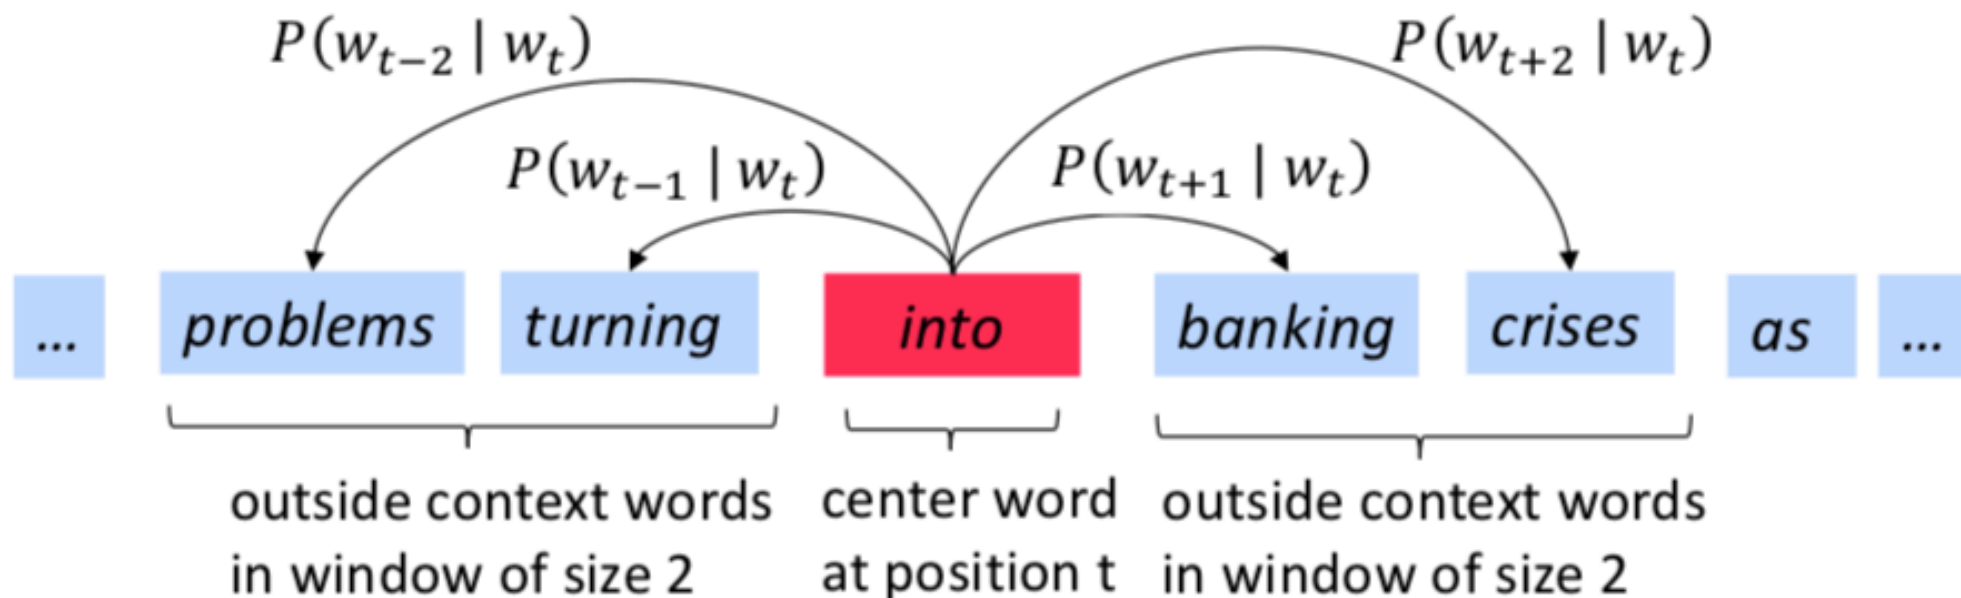 P(w_{t−2} | w_t)
P(w_{t+2} | w_t)
P(w_{t−1} | w_t)
P(w_{t+1} | w_t)
... problems turning into banking crises as ...
outside context words
in window of size 2
center word
at position t
outside context words
in window of size 2